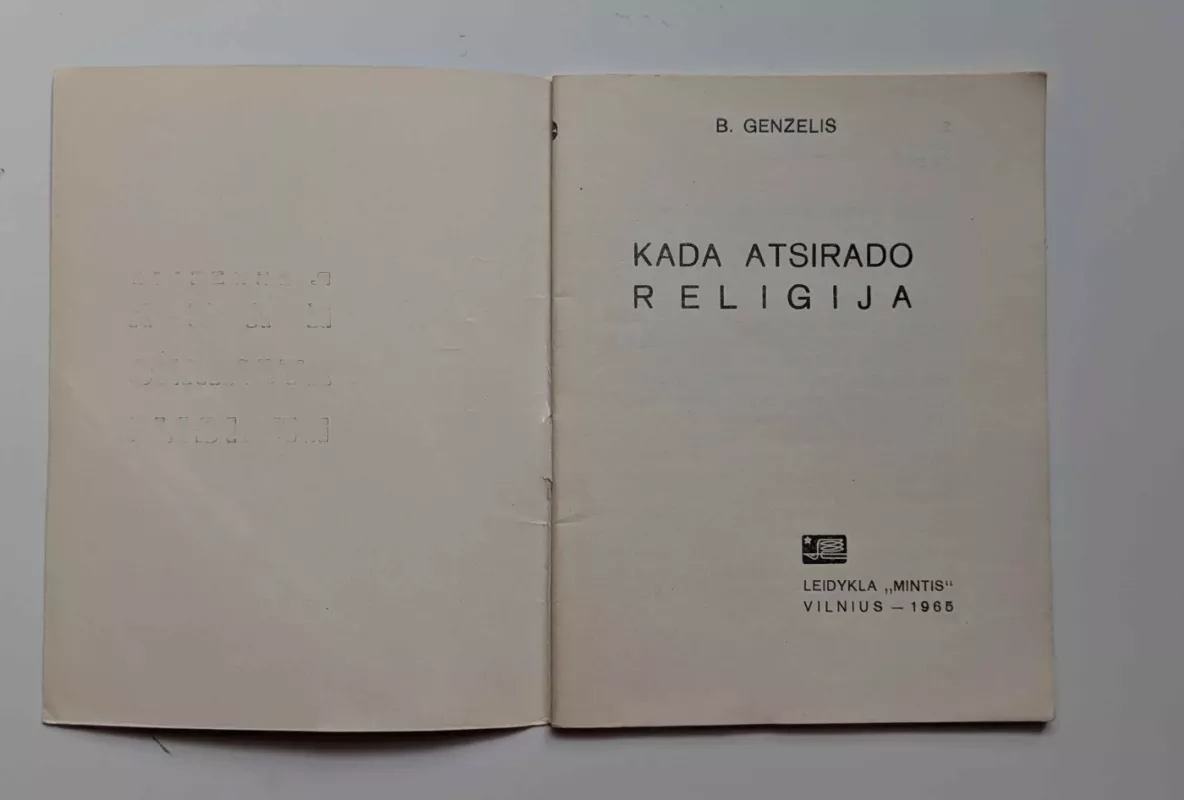 B. GENZELIS
KADA ATSIRADO
RELIGIJA
LEIDYKLA „MINTIS“
VILNIUS — 1965